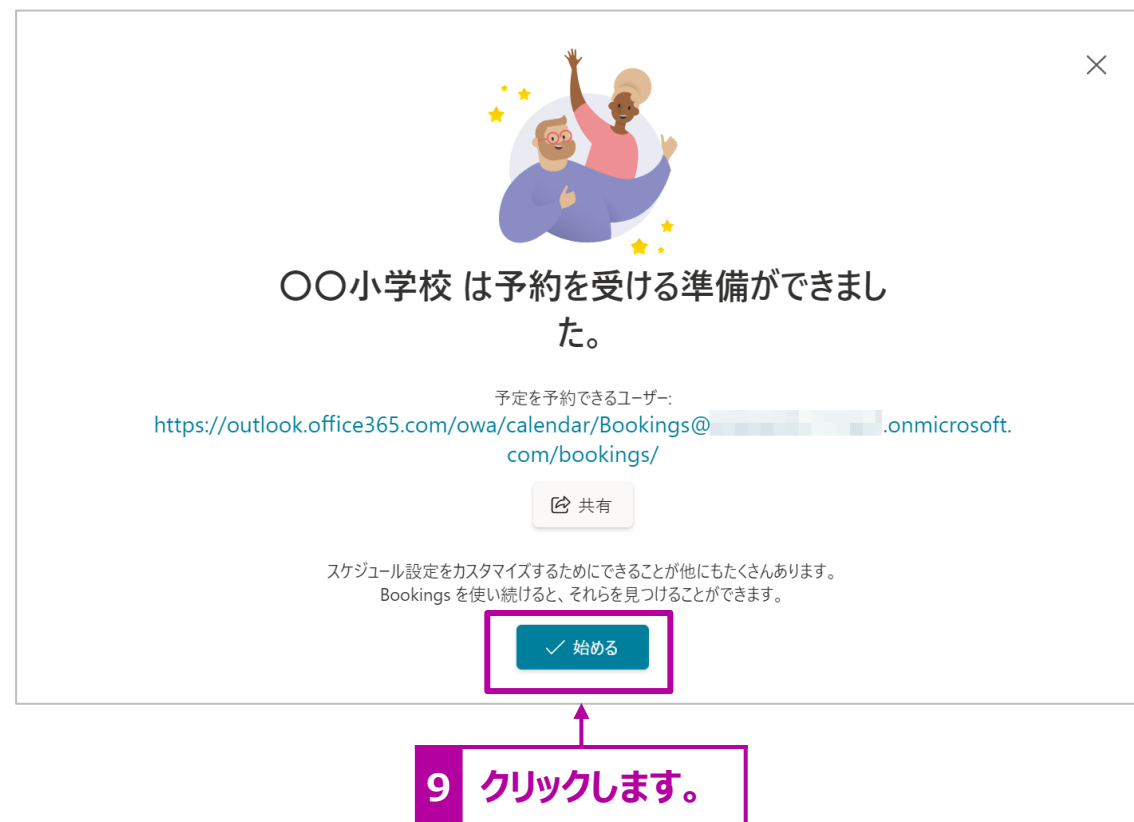 〇〇小学校 は予約を受ける準備ができまし
た。
予定を予約できるユーザー:
https://outlook.office365.com/owa/calendar/Bookings@ .onmicrosoft.
com/bookings/
共有
スケジュール設定をカスタマイズするためにできることが他にもたくさんあります。
Bookings を使い続けると、それらを見つけることができます。
始める
9 クリックします。